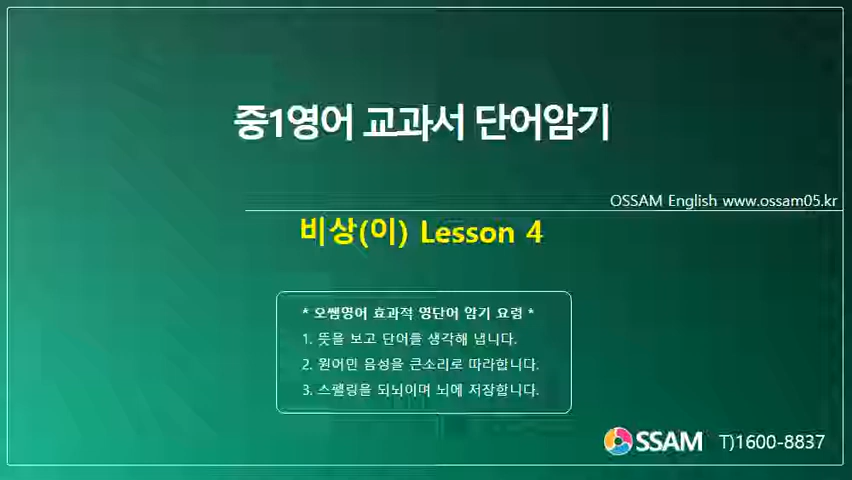 중1영어 교과서 단어암기
OSSAM English www.ossam05.kr
비상(이) Lesson 4
* 오쌤영어 효과적 영단어 암기 요령 *
1. 뜻을 보고 단어를 생각해 냅니다.
2. 원어민 음성을 큰소리로 따라합니다.
3. 스펠링을 되뇌이며 뇌에 저장합니다.
OSSAM T)1600-8837